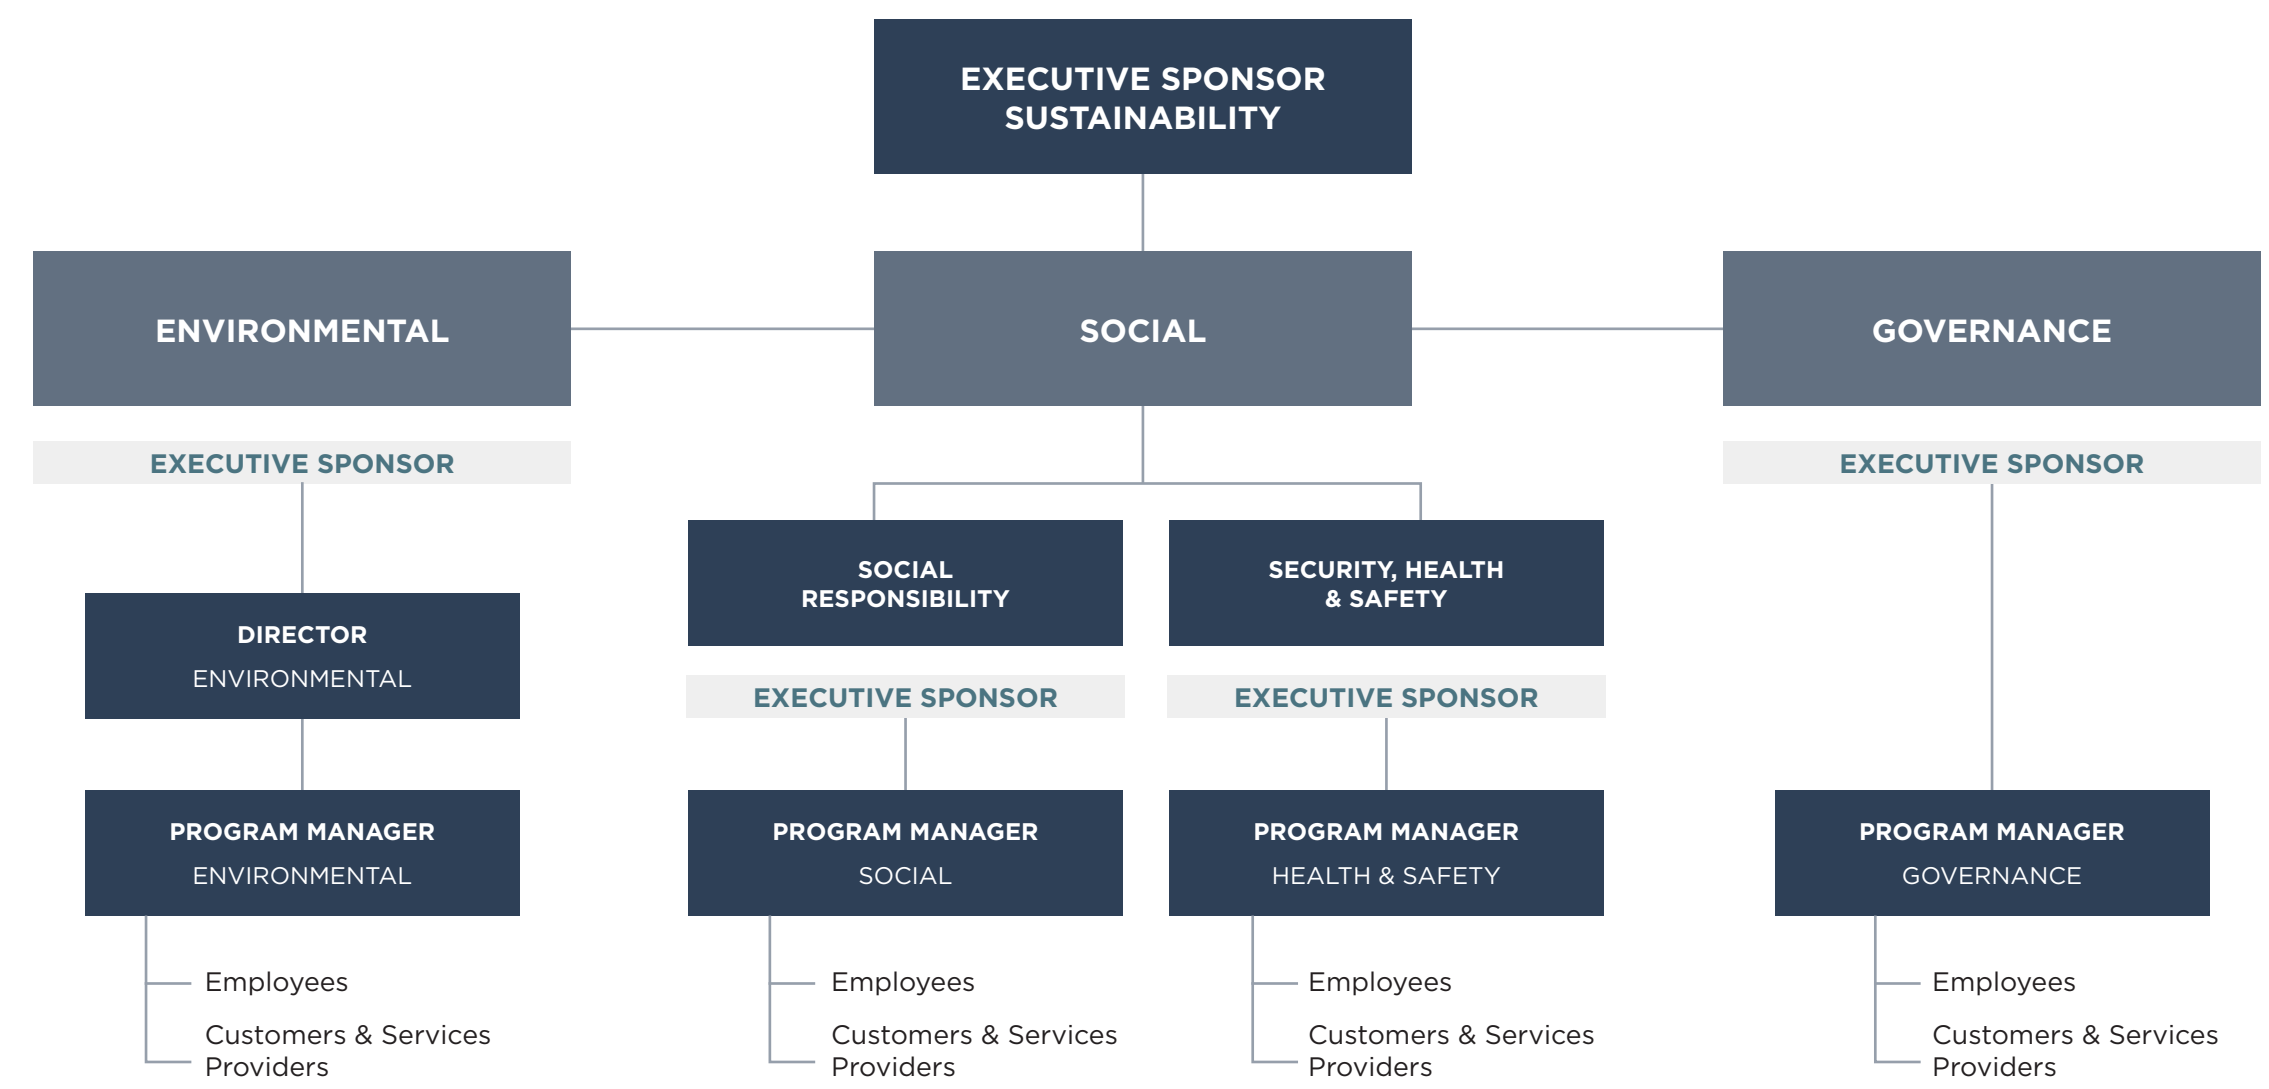 EXECUTIVE SPONSOR
SUSTAINABILITY
ENVIRONMENTAL
SOCIAL
GOVERNANCE
EXECUTIVE SPONSOR
EXECUTIVE SPONSOR
SOCIAL
RESPONSIBILITY
SECURITY, HEALTH
& SAFETY
DIRECTOR
ENVIRONMENTAL
EXECUTIVE SPONSOR
EXECUTIVE SPONSOR
PROGRAM MANAGER
ENVIRONMENTAL
PROGRAM MANAGER
SOCIAL
PROGRAM MANAGER
HEALTH & SAFETY
PROGRAM MANAGER
GOVERNANCE
Employees
Customers & Services
Providers
Employees
Customers & Services
Providers
Employees
Customers & Services
Providers
Employees
Customers & Services
Providers